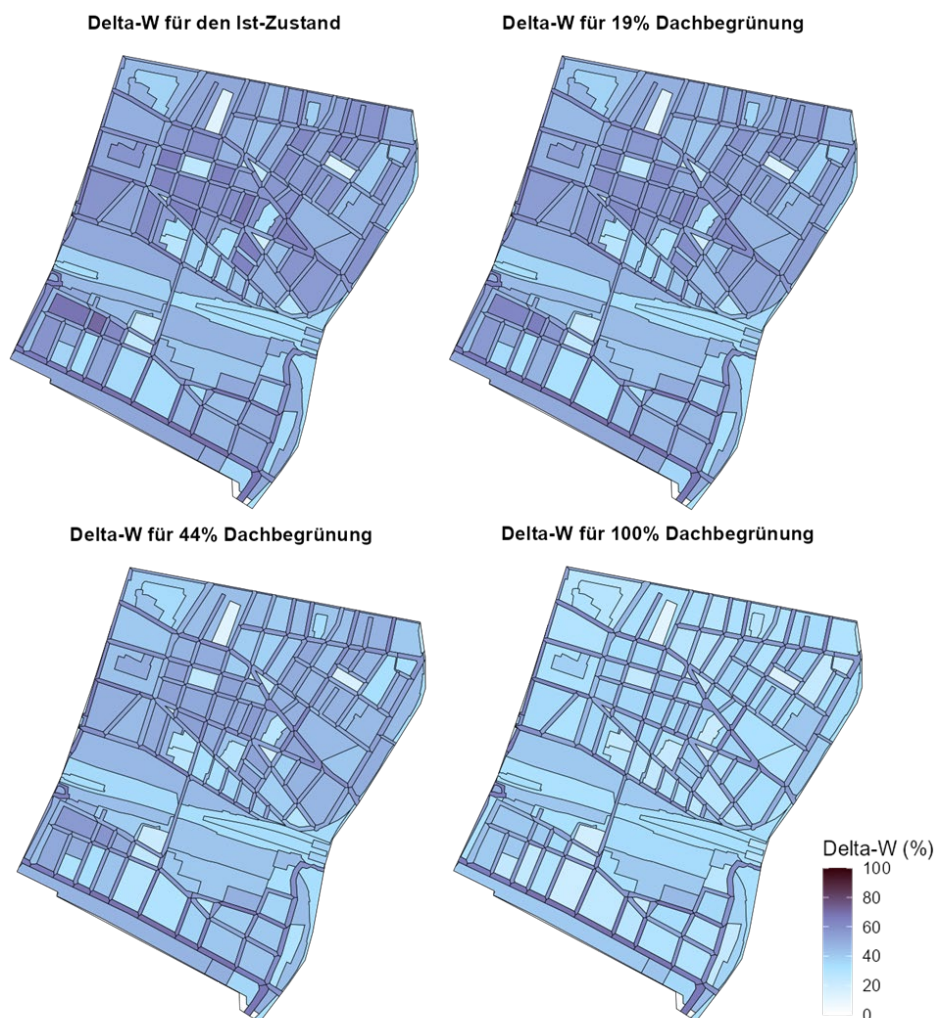 Delta-W für den Ist-Zustand
Delta-W für 19% Dachbegrünung
Delta-W für 44% Dachbegrünung
Delta-W für 100% Dachbegrünung
Delta-W (%)
100
80
60
40
20
0